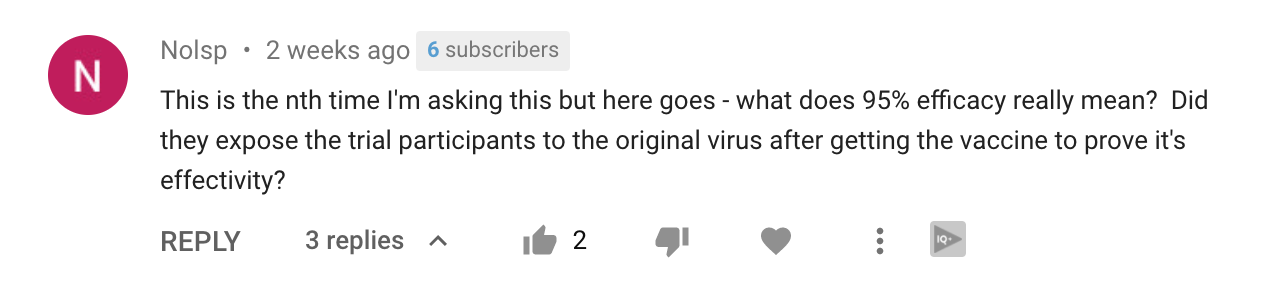 N
Nolsp • 2 weeks ago 6 subscribers
This is the nth time I'm asking this but here goes - what does 95% efficacy really mean?  Did
they expose the trial participants to the original virus after getting the vaccine to prove it's
effectivity?
REPLY 3 replies 2 IQ+